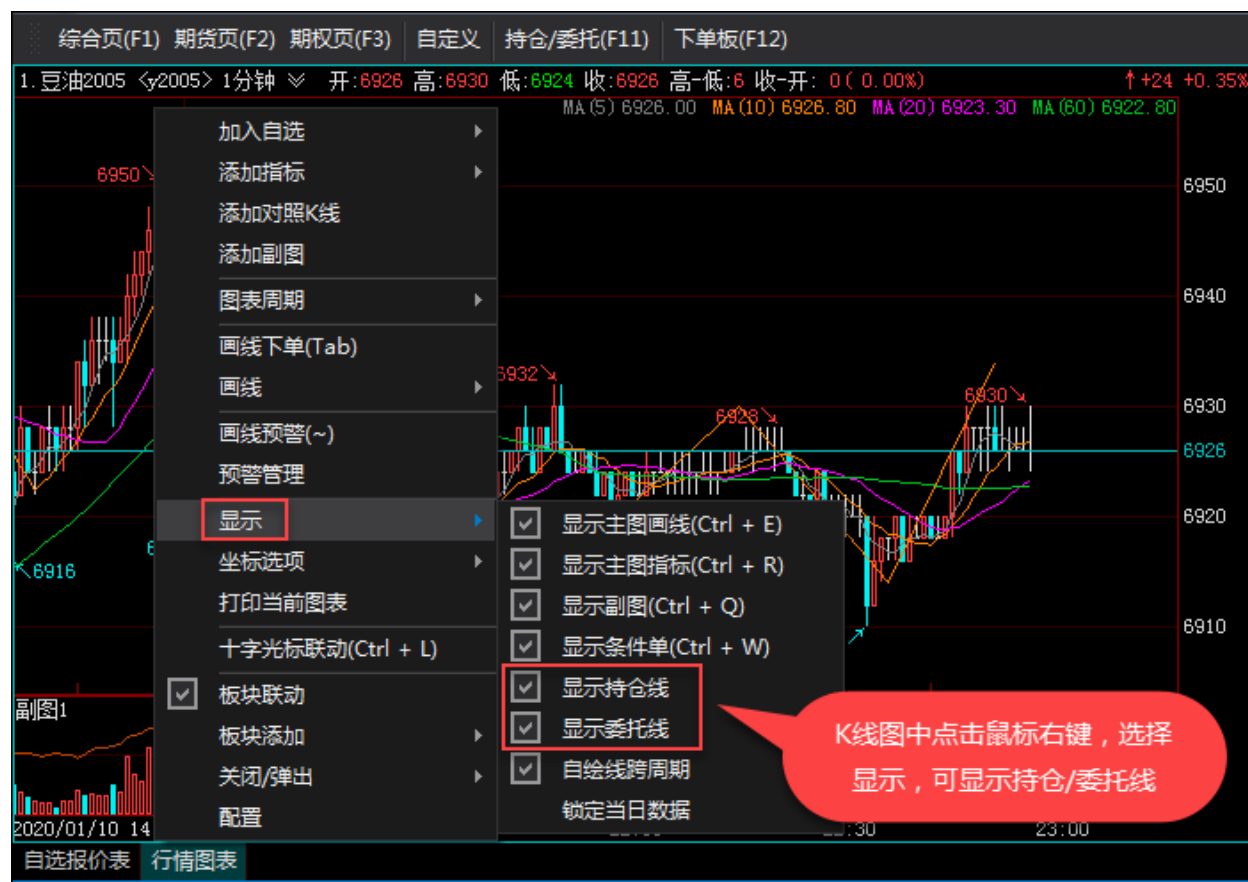 综合页(F1) 期货页(F2) 期权页(F3) 自定义 持仓/委托(F11) 下单板(F12)
1.豆油2005 <y2005> 1分钟 开:6926 高:6930 低:6924 收:6926 高-低:6 收-开: 0( 0.00%) ↑+24 +0.35%
MA(5) 6926.00 MA(10) 6926.80 MA(20) 6923.30 MA(60) 6922.80
加入自选
6950
添加指标
6950
添加对照K线
添加副图
图表周期
6940
画线下单(Tab)
6932
画线
6930
6928
6930
画线预警(~)
6926
预警管理
显示
显示主图画线(Ctrl + E)
6920
坐标选项
显示主图指标(Ctrl + R)
6916
打印当前图表
显示副图(Ctrl + Q)
6910
十字光标联动(Ctrl + L)
显示条件单(Ctrl + W)
板块联动
显示持仓线
副图1
板块添加
显示委托线
K线图中点击鼠标右键，选择
显示，可显示持仓/委托线
关闭/弹出
自绘线跨周期
配置
锁定当日数据
2020/01/10 14
:30
23:00
自选报价表 行情图表